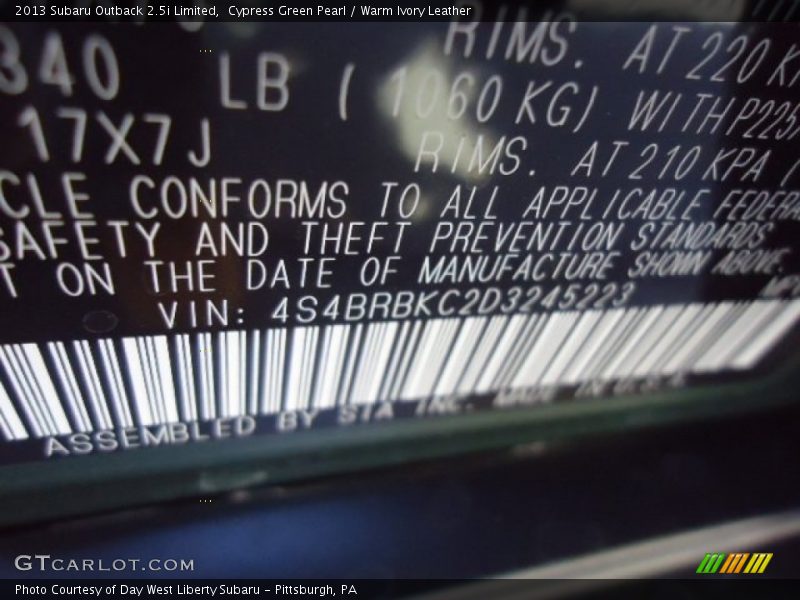 2013 Subaru Outback 2.5i Limited, Cypress Green Pearl / Warm Ivory Leather
RIMS. AT 220
340 LB ( 1060 KG) WITH P225
17X7J RIMS. AT 210 KPA (
CLE CONFORMS TO ALL APPLICABLE FEDERA
SAFETY AND THEFT PREVENTION STANDARDS
T ON THE DATE OF MANUFACTURE SHOWN ABOVE.
VIN: 4S4BRBKC2D3245223
ASSEMBLED BY SIA INC. MADE IN U.S.A.
GTCARLOT.COM
Photo Courtesy of Day West Liberty Subaru - Pittsburgh, PA